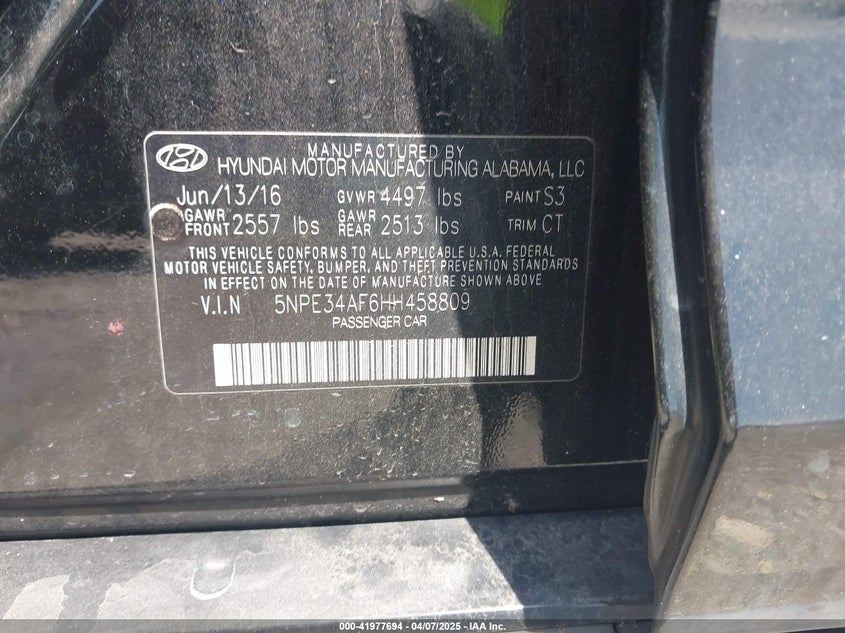 MANUFACTURED BY
HYUNDAI MOTOR MANUFACTURING ALABAMA, LLC
Jun/13/16 GVWR 4497 lbs PAINT S3
GAWR FRONT 2557 lbs GAWR REAR 2513 lbs TRIM CT
THIS VEHICLE CONFORMS TO ALL APPLICABLE U.S.A. FEDERAL
MOTOR VEHICLE SAFETY, BUMPER, AND THEFT PREVENTION STANDARDS
IN EFFECT ON THE DATE OF MANUFACTURE SHOWN ABOVE
V.I.N 5NPE34AF6HH458809
PASSENGER CAR
000-41977694 - 04/07/2025 - IAA Inc.